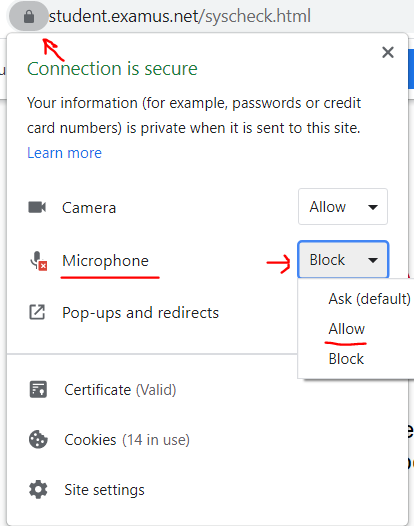 student.examus.net/syscheck.html
Connection is secure
Your information (for example, passwords or credit
card numbers) is private when it is sent to this site.
Learn more
Camera
Allow
Microphone
Block
Ask (default)
Pop-ups and redirects
Allow
Block
Certificate (Valid)
Cookies (14 in use)
Site settings